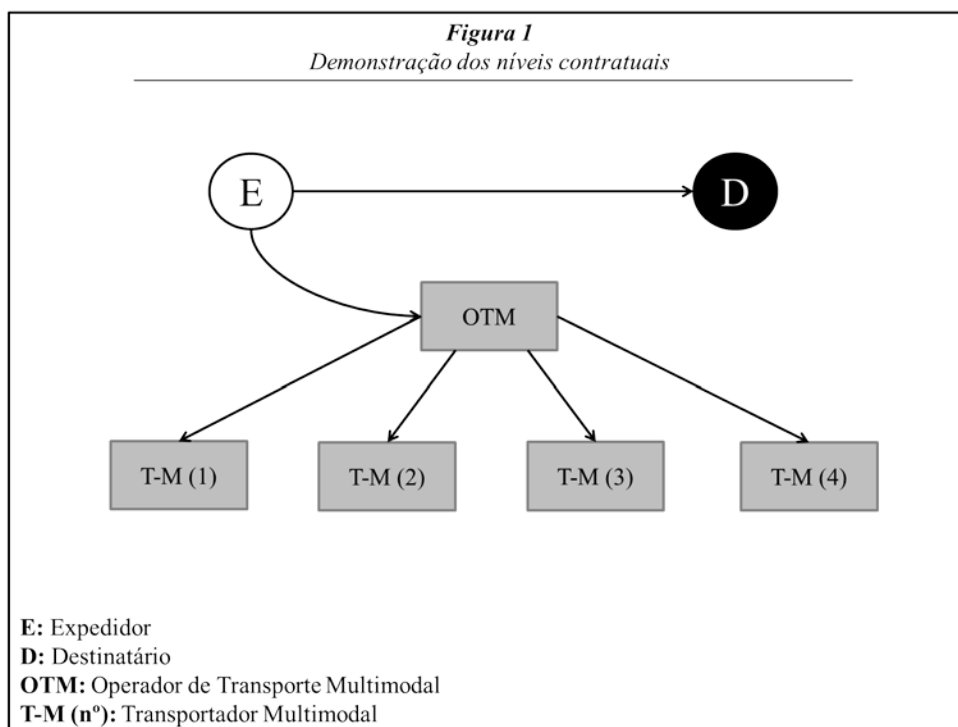 Figura 1
Demonstração dos níveis contratuais
E
D
OTM
T-M (1)
T-M (2)
T-M (3)
T-M (4)
E: Expedidor
D: Destinatário
OTM: Operador de Transporte Multimodal
T-M (nº): Transportador Multimodal